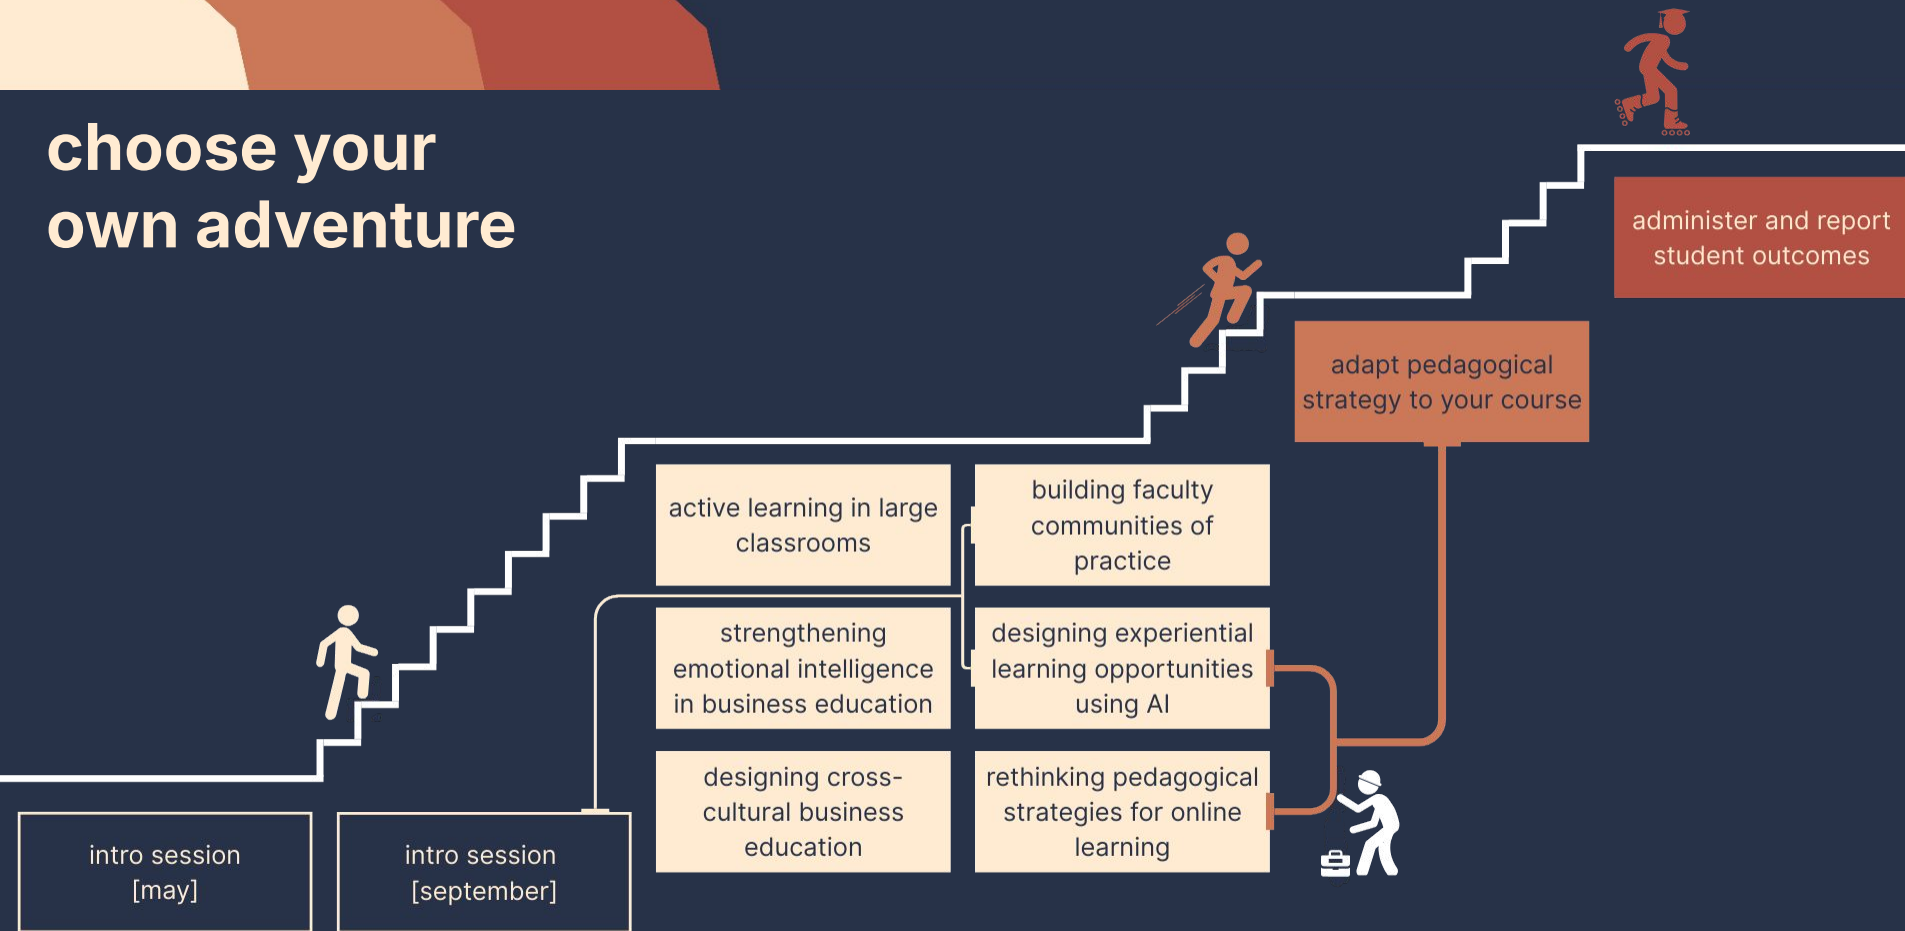 choose your
own adventure
administer and report
student outcomes
adapt pedagogical
strategy to your course
active learning in large
classrooms
building faculty
communities of
practice
strengthening
emotional intelligence
in business education
designing experiential
learning opportunities
using AI
designing cross-
cultural business
education
rethinking pedagogical
strategies for online
learning
intro session
[may]
intro session
[september]